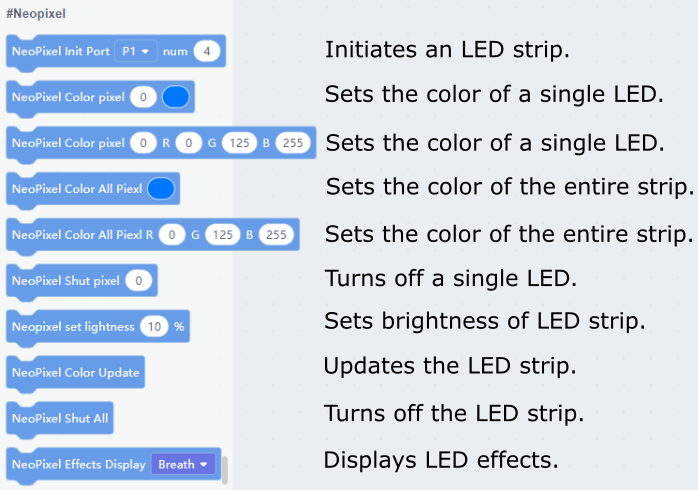 #Neopixel
NeoPixel Init Port P1 num 4 Initiates an LED strip.
NeoPixel Color pixel 0 Sets the color of a single LED.
NeoPixel Color pixel 0 R 0 G 125 B 255 Sets the color of a single LED.
NeoPixel Color All Piexl Sets the color of the entire strip.
NeoPixel Color All Piexl R 0 G 125 B 255 Sets the color of the entire strip.
NeoPixel Shut pixel 0 Turns off a single LED.
Neopixel set lightness 10 % Sets brightness of LED strip.
NeoPixel Color Update Updates the LED strip.
NeoPixel Shut All Turns off the LED strip.
NeoPixel Effects Display Breath Displays LED effects.